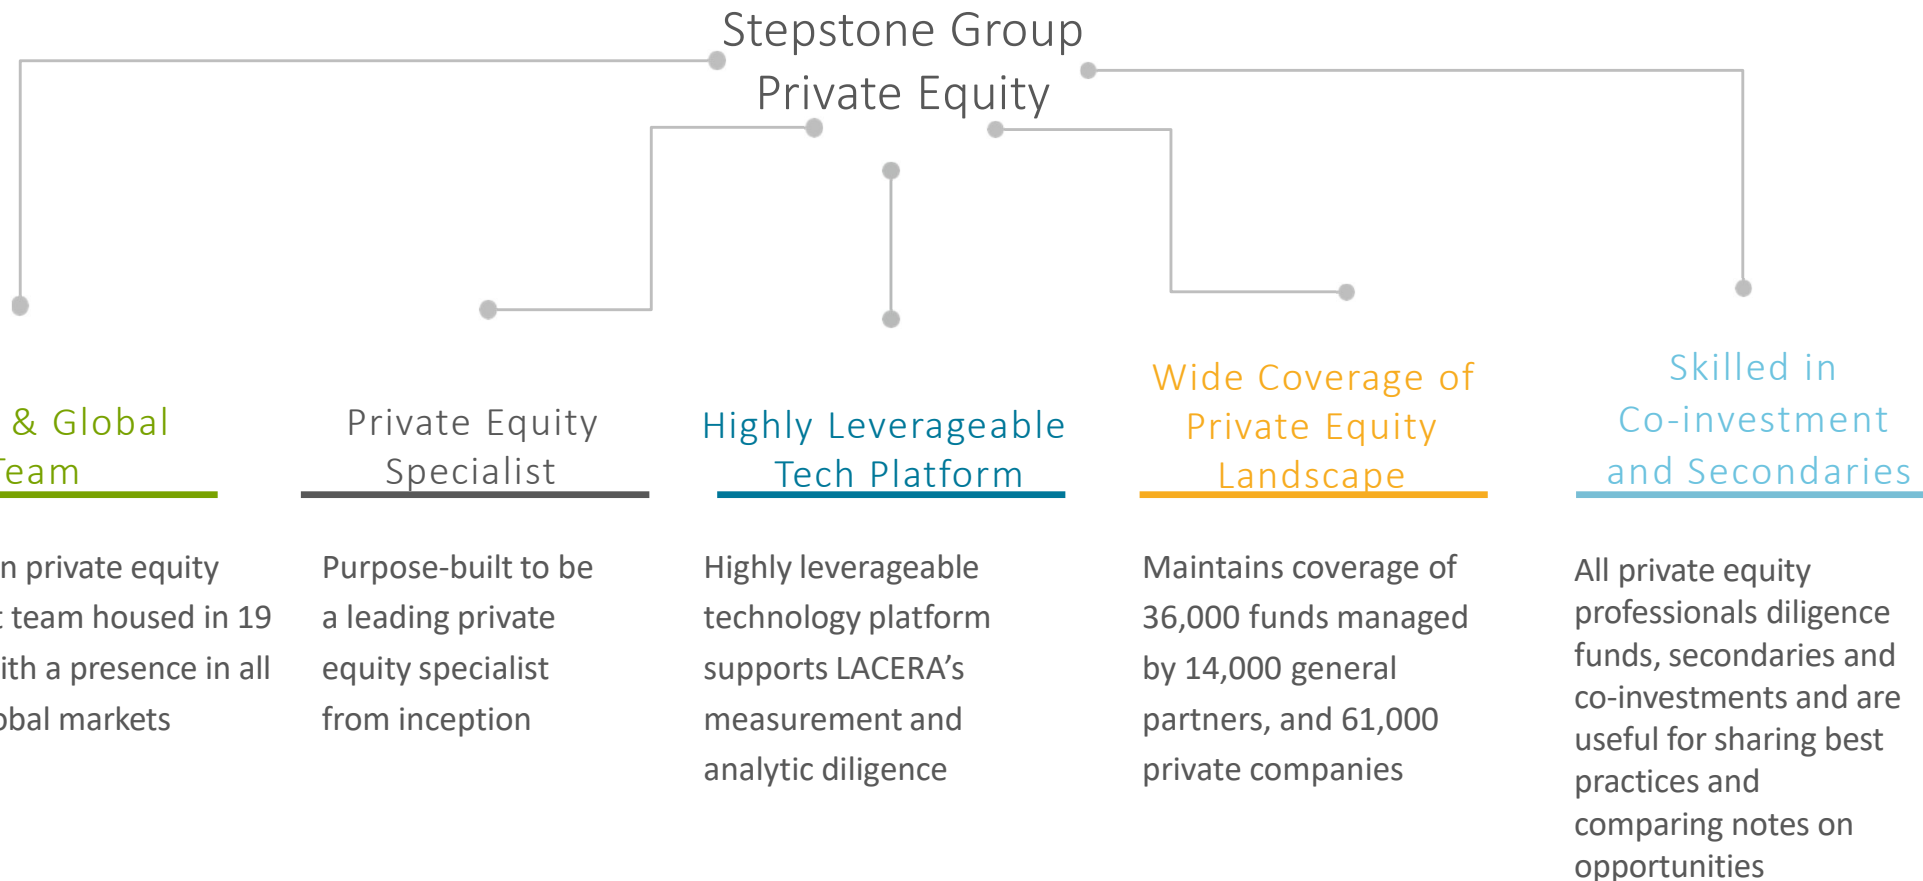 Stepstone Group
Private Equity
& Global
Team
private equity
team housed in 19
with a presence in all
global markets
Private Equity
Specialist
Purpose-built to be
a leading private
equity specialist
from inception
Highly Leverageable
Tech Platform
Highly leverageable
technology platform
supports LACERA’s
measurement and
analytic diligence
Wide Coverage of
Private Equity
Landscape
Maintains coverage of
36,000 funds managed
by 14,000 general
partners, and 61,000
private companies
Skilled in
Co-investment
and Secondaries
All private equity
professionals diligence
funds, secondaries and
co-investments and are
useful for sharing best
practices and
comparing notes on
opportunities